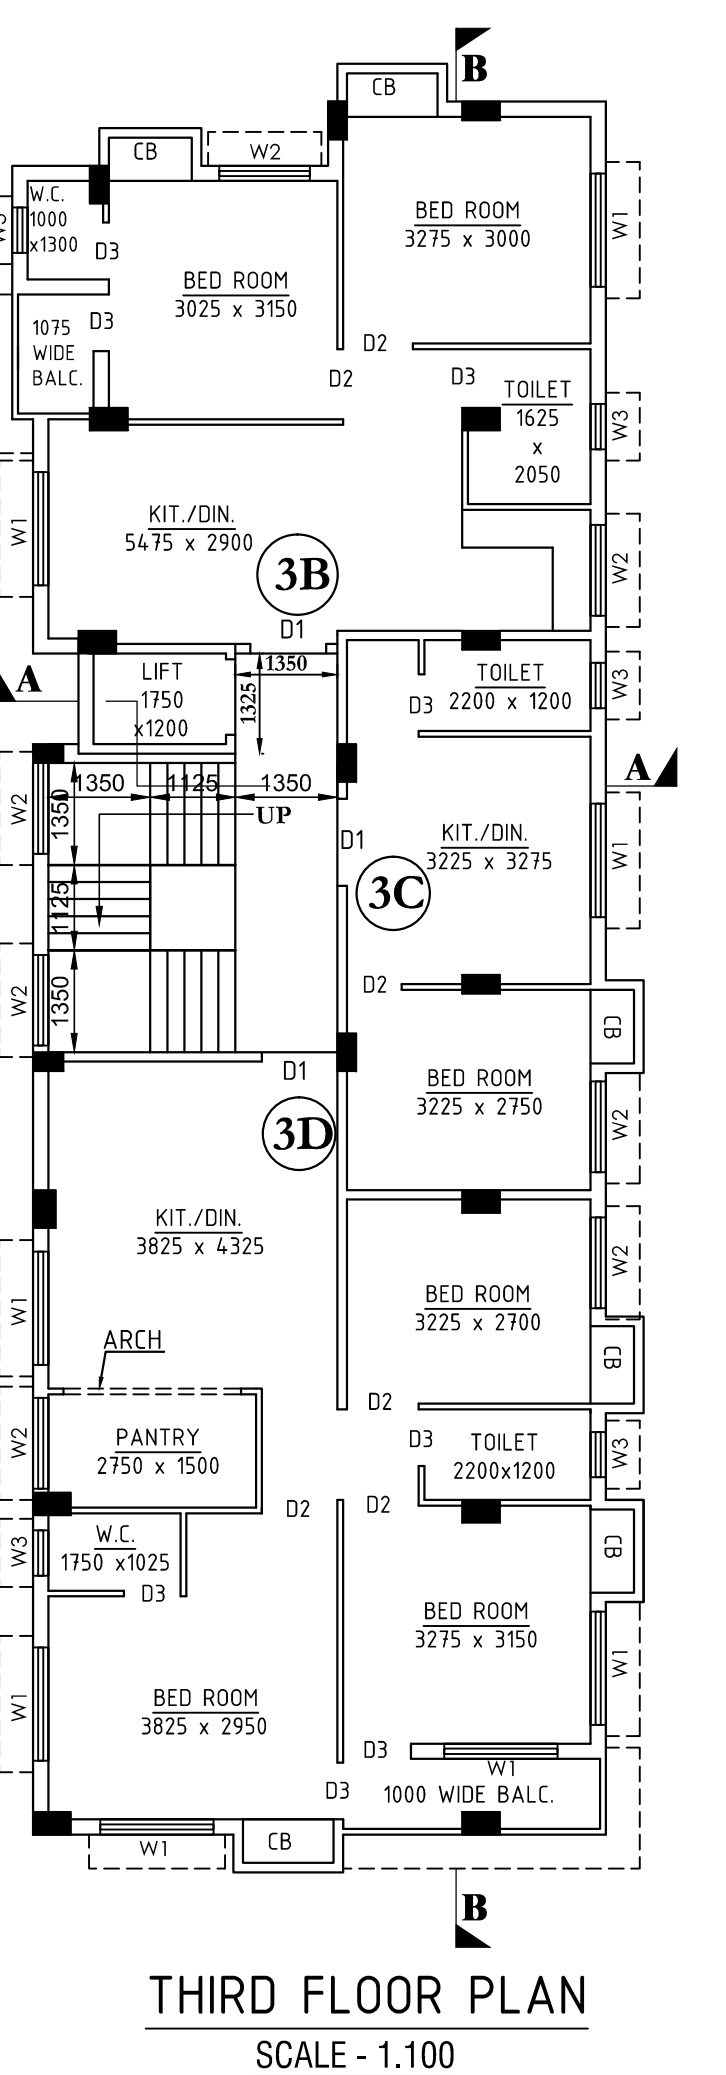 B
CB
CB
W2
W.C.
1000
x1300
W3
D3
BED ROOM
3275 x 3000
W1
BED ROOM
3025 x 3150
1075
WIDE
BALC.
D3
D2
D2
D3
TOILET
1625
x
2050
W3
W1
KIT./DIN.
5475 x 2900
3B
W2
D1
A
LIFT
1750
x1200
1350
1325
TOILET
2200 x 1200
D3
W3
A
W2
1350
1125
1350
1350
UP
D1
KIT./DIN.
3225 x 3275
W1
3C
1125
W2
1350
D2
CB
D1
BED ROOM
3225 x 2750
W2
3D
KIT./DIN.
3825 x 4325
W1
W2
BED ROOM
3225 x 2700
CB
ARCH
D2
W2
PANTRY
2750 x 1500
D3
TOILET
2200x1200
W3
D2
D2
W3
W.C.
1750 x1025
D3
CB
BED ROOM
3275 x 3150
W1
W1
BED ROOM
3825 x 2950
D3
W1
D3
1000 WIDE BALC.
W1
CB
B
THIRD FLOOR PLAN
SCALE - 1.100